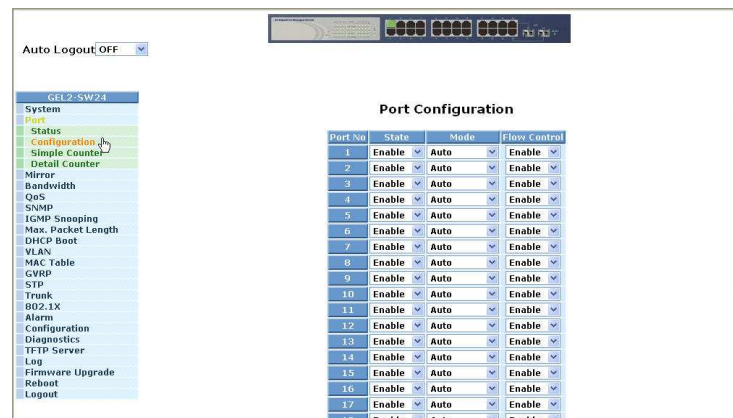 Auto Logout OFF
GEL2-SW24
System
Port
Status
Configuration
Simple Counter
Detail Counter
Mirror
Bandwidth
QoS
SNMP
IGMP Snooping
Max. Packet Length
DHCP Boot
VLAN
MAC Table
GVRP
STP
Trunk
802.1X
Alarm
Configuration
Diagnostics
TFTP Server
Log
Firmware Upgrade
Reboot
Logout
Port Configuration
Port No State Mode Flow Control
1 Enable Auto Enable
2 Enable Auto Enable
3 Enable Auto Enable
4 Enable Auto Enable
5 Enable Auto Enable
6 Enable Auto Enable
7 Enable Auto Enable
8 Enable Auto Enable
9 Enable Auto Enable
10 Enable Auto Enable
11 Enable Auto Enable
12 Enable Auto Enable
13 Enable Auto Enable
14 Enable Auto Enable
15 Enable Auto Enable
16 Enable Auto Enable
17 Enable Auto Enable